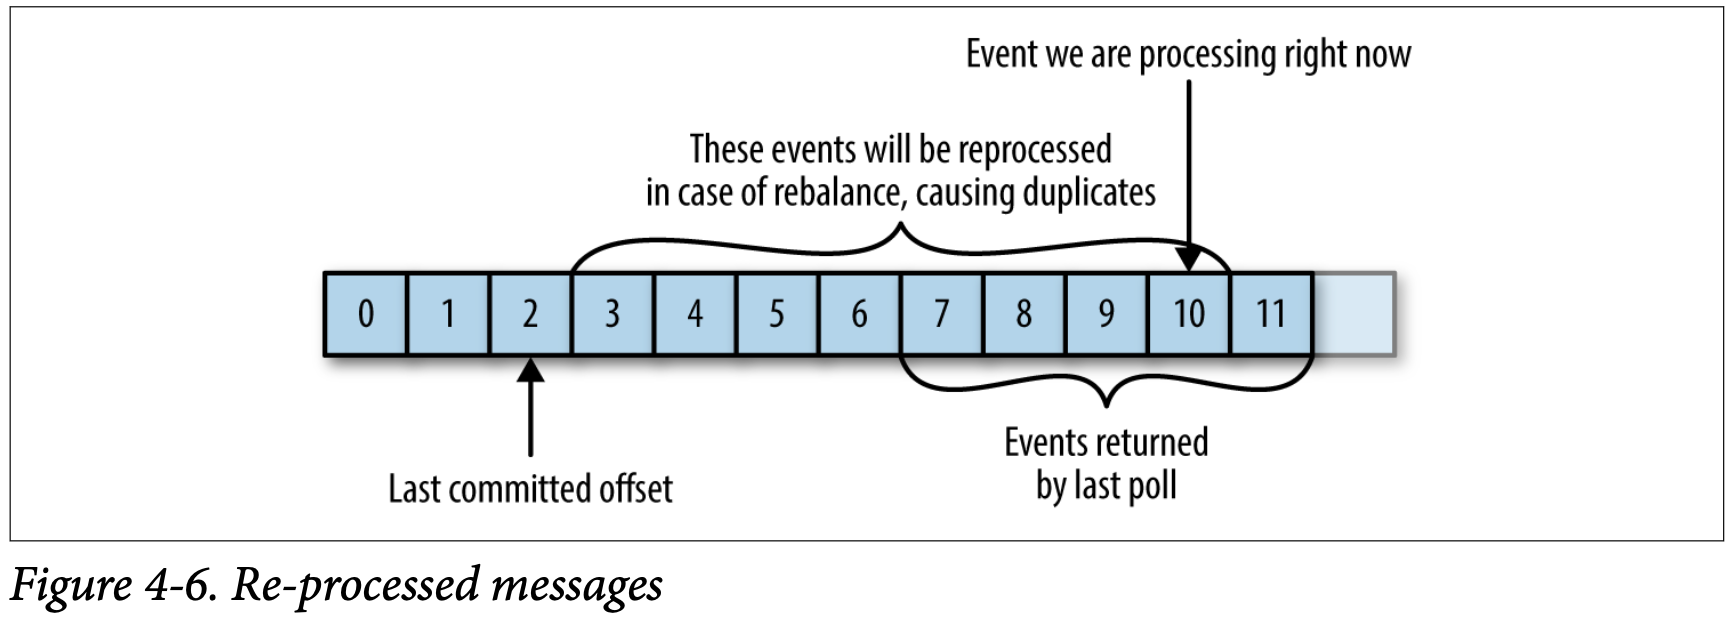 Event we are processing right now
These events will be reprocessed
in case of rebalance, causing duplicates
0 1 2 3 4 5 6 7 8 9 10 11
Last committed offset
Events returned
by last poll
Figure 4-6. Re-processed messages